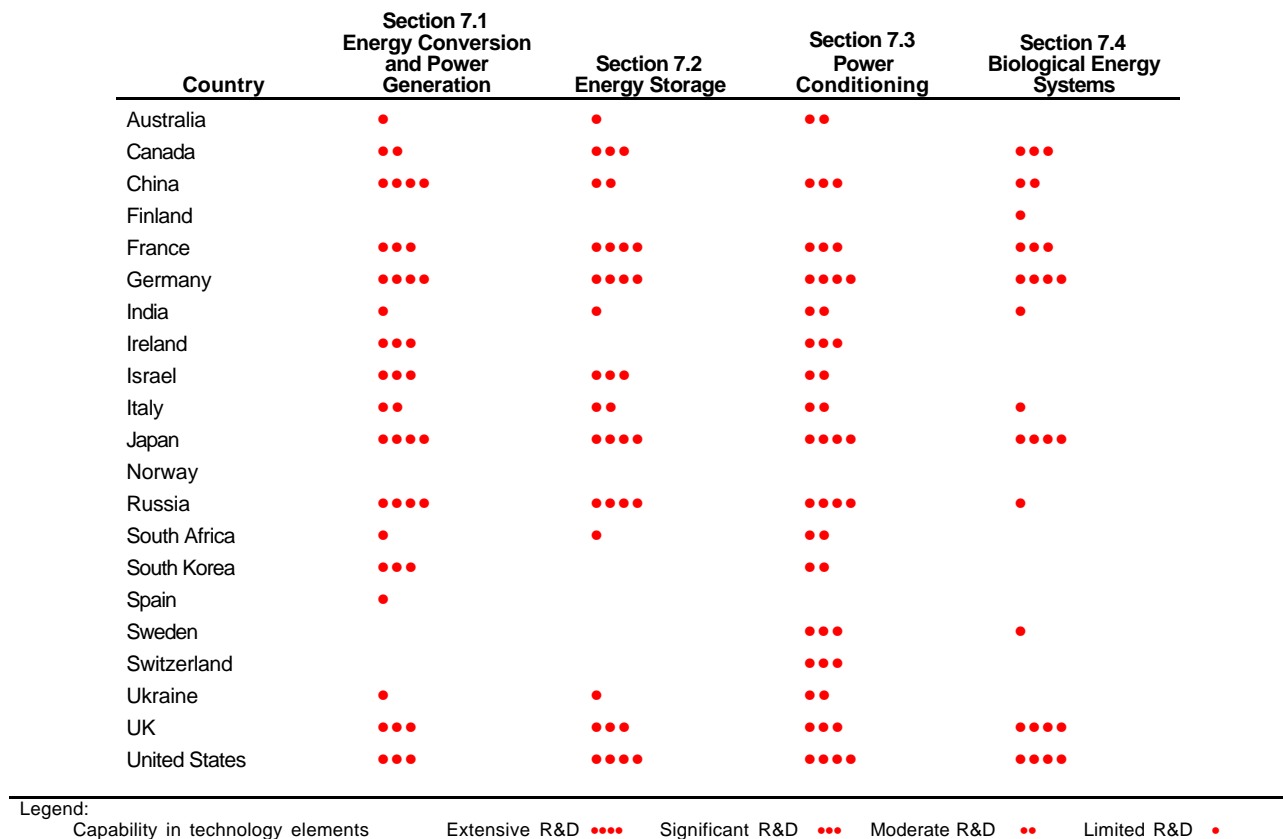 Section 7.1
Energy Conversion
and Power
Generation
Section 7.2
Energy Storage
Section 7.3
Power
Conditioning
Section 7.4
Biological Energy
Systems
Country
Australia • • ••
Canada •• ••• •••
China •••• •• ••• ••
Finland •
France ••• •••• ••• •••
Germany •••• •••• •••• ••••
India • • •• •
Ireland ••• •••
Israel ••• ••• ••
Italy •• •• •• •
Japan •••• •••• •••• ••••
Norway
Russia •••• •••• •••• •
South Africa • • ••
South Korea ••• ••
Spain •
Sweden ••• •
Switzerland •••
Ukraine • • ••
UK ••• ••• ••• ••••
United States ••• •••• •••• ••••
Legend:
Capability in technology elements Extensive R&D •••• Significant R&D ••• Moderate R&D •• Limited R&D •